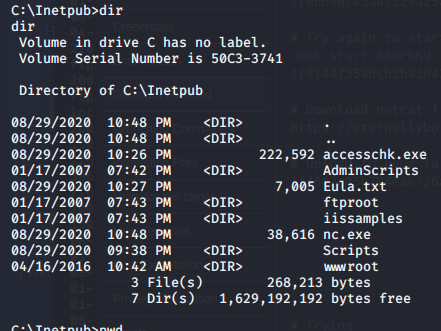 C:\Inetpub>dir
dir
 Volume in drive C has no label.
 Volume Serial Number is 50C3-3741

 Directory of C:\Inetpub

08/29/2020  10:48 PM    <DIR>          .
08/29/2020  10:48 PM    <DIR>          ..
08/29/2020  10:26 PM           222,592 accesschk.exe
01/17/2007  07:42 PM    <DIR>          AdminScripts
08/29/2020  10:27 PM             7,005 Eula.txt
01/17/2007  07:43 PM    <DIR>          ftproot
01/17/2007  07:43 PM    <DIR>          iissamples
08/29/2020  10:48 PM            38,616 nc.exe
08/29/2020  09:38 PM    <DIR>          Scripts
04/16/2016  10:42 AM    <DIR>          wwwroot
               3 File(s)        268,213 bytes
               7 Dir(s)   1,629,192,192 bytes free

C:\Inetpub>pwd